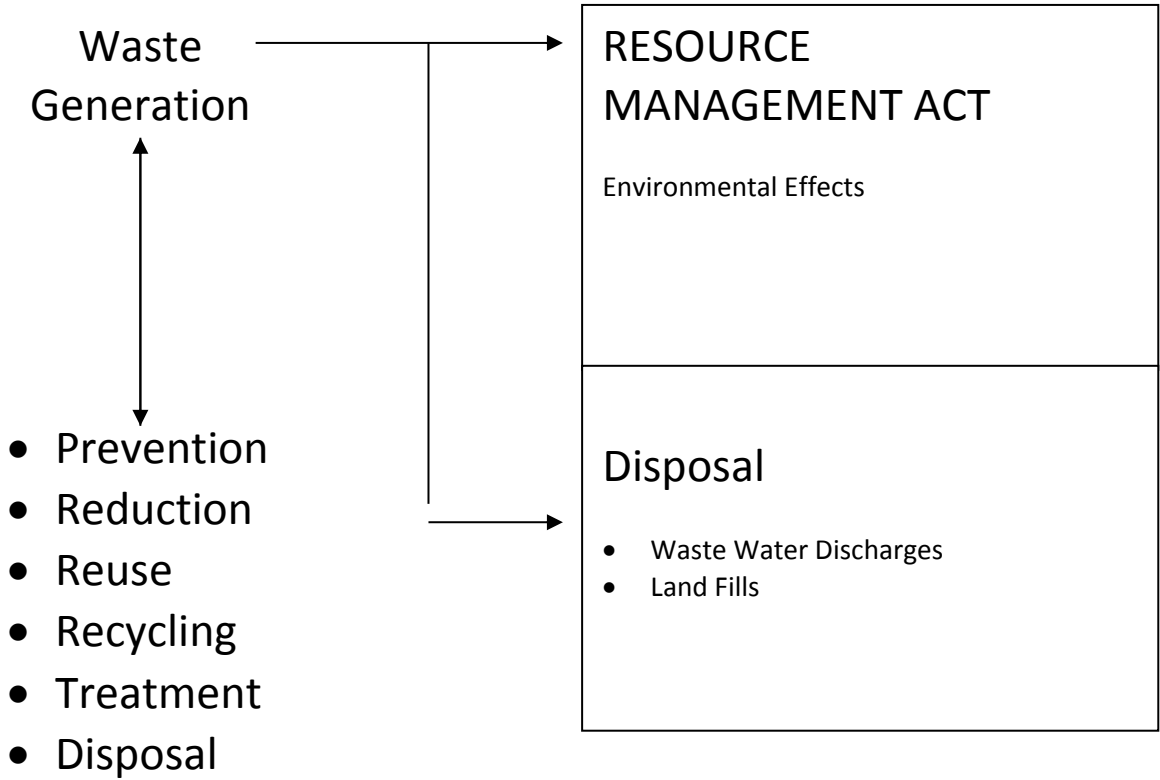 Waste
Generation
• Prevention
• Reduction
• Reuse
• Recycling
• Treatment
• Disposal
RESOURCE
MANAGEMENT ACT
Environmental Effects
Disposal
• Waste Water Discharges
• Land Fills